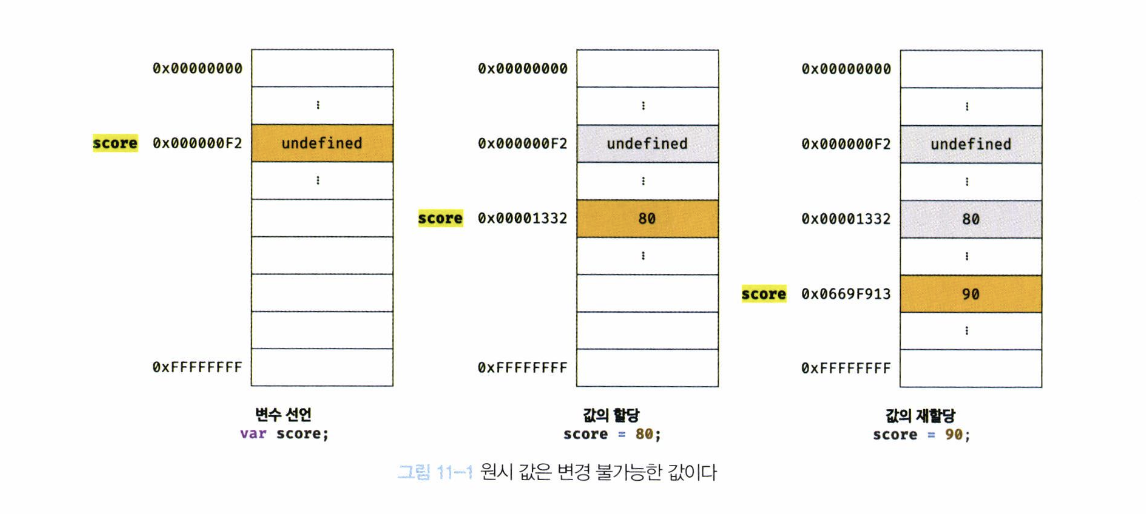 0x00000000
⋮
score 0x000000F2 undefined
⋮
0xFFFFFFFF
변수 선언
var score;
0x00000000
⋮
0x000000F2 undefined
⋮
score 0x00001332 80
⋮
0xFFFFFFFF
값의 할당
score = 80;
0x00000000
⋮
0x000000F2 undefined
⋮
0x00001332 80
⋮
score 0x0669F913 90
⋮
0xFFFFFFFF
값의 재할당
score = 90;
그림 11-1 원시 값은 변경 불가능한 값이다